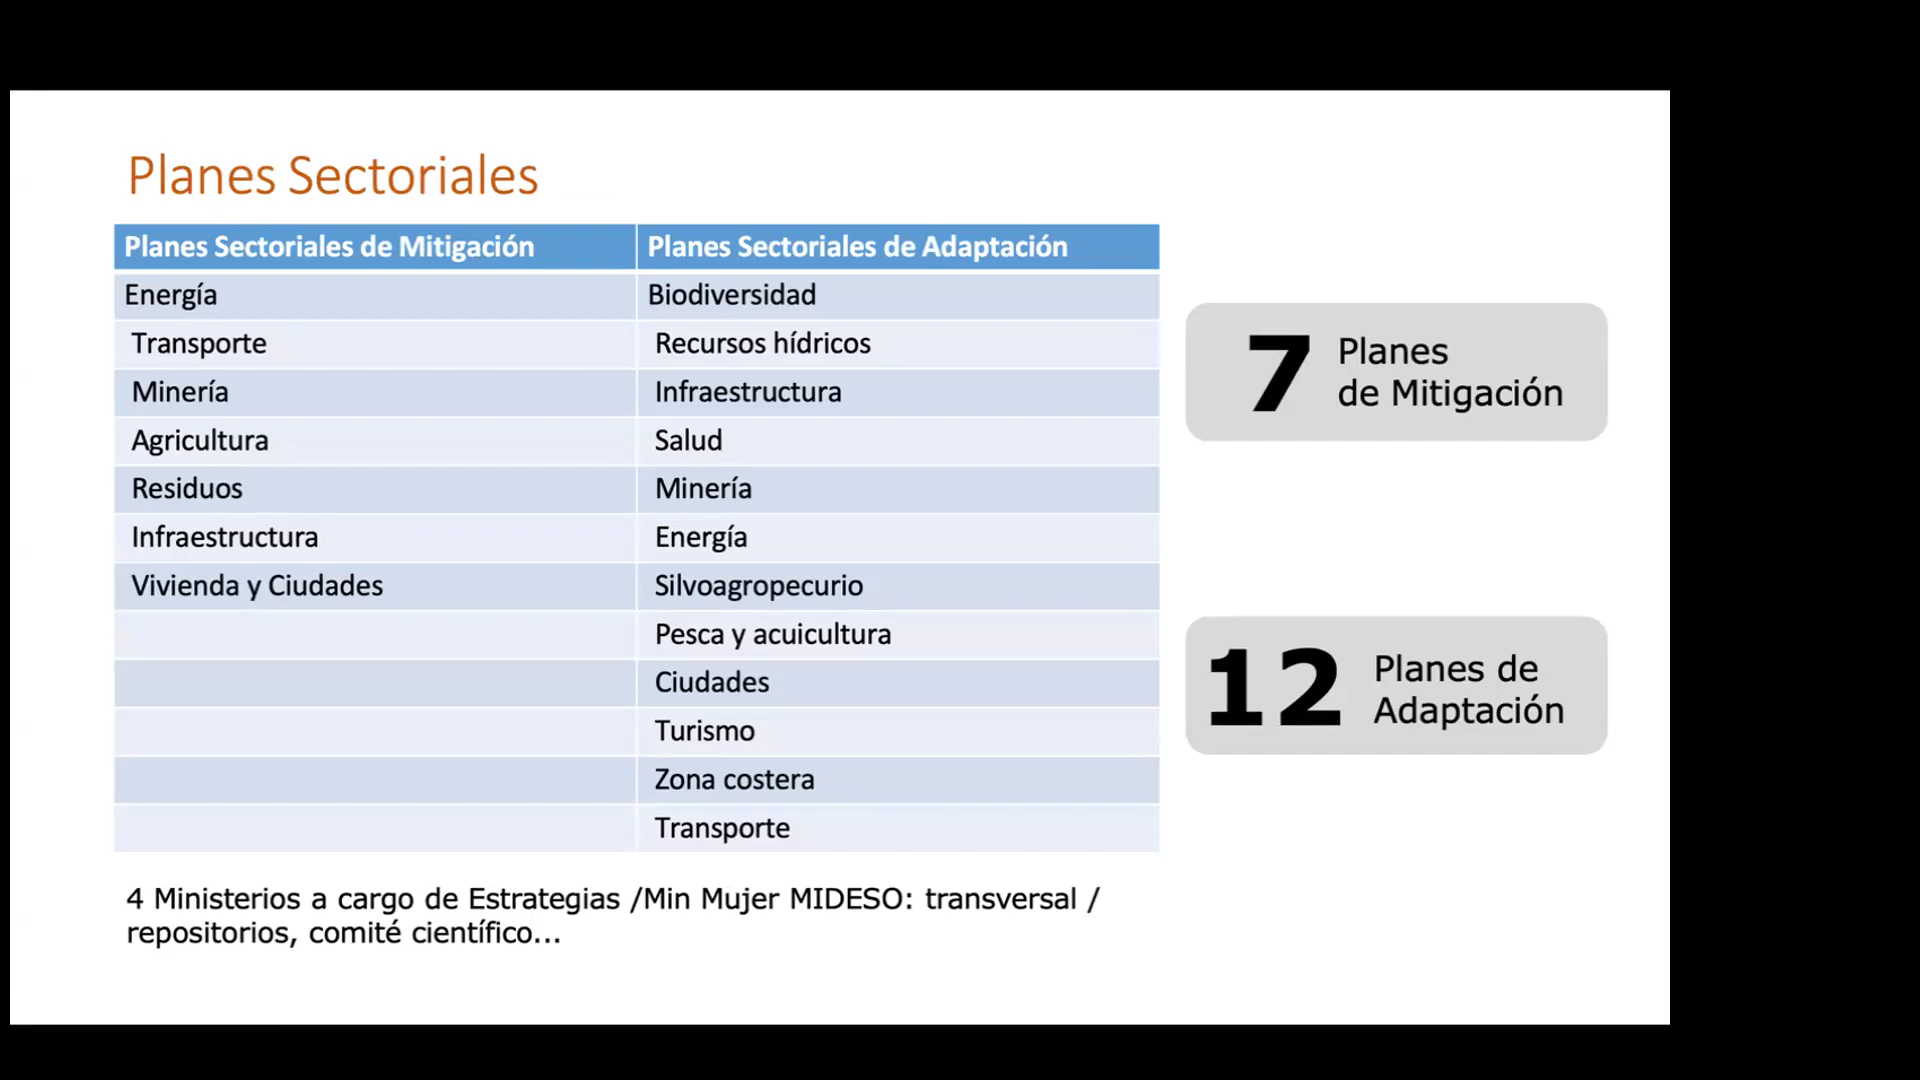 Planes Sectoriales
Planes Sectoriales de Mitigación
Planes Sectoriales de Adaptación
Energía
Biodiversidad
Transporte
Recursos hídricos
Minería
Infraestructura
Agricultura
Salud
Residuos
Minería
Infraestructura
Energía
Vivienda y Ciudades
Silvoagropecurio
Pesca y acuicultura
Ciudades
Turismo
Zona costera
Transporte
7 Planes
de Mitigación
12 Planes de
Adaptación
4 Ministerios a cargo de Estrategias /Min Mujer MIDESO: transversal /
repositorios, comité científico...